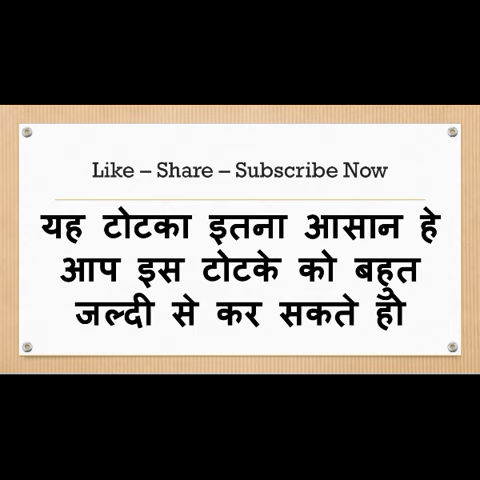 Like – Share – Subscribe Now
यह टोटका इतना आसान हे
आप इस टोटके को बहुत
जल्दी से कर सकते हो